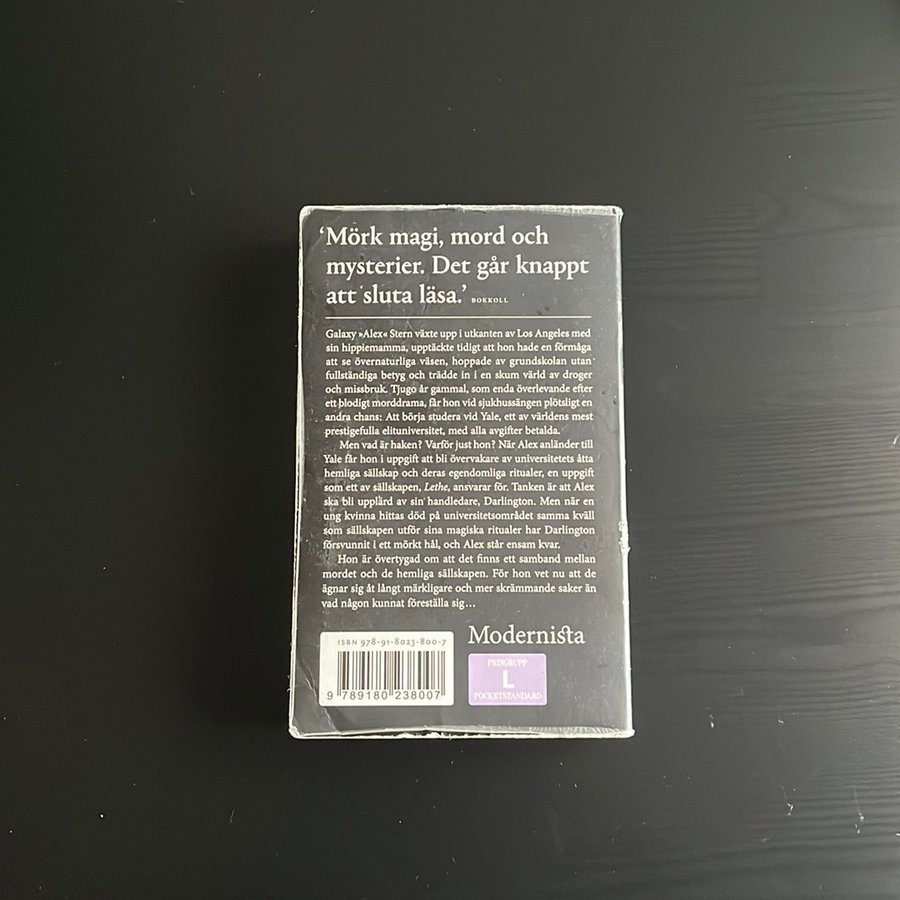 ‘Mörk magi, mord och
mysterier. Det går knappt
att sluta läsa.’ BOKKOLL
Galaxy »Alex« Stern växte upp i utkanten av Los Angeles med
sin hippiemamma, upptäckte tidigt att hon hade en förmåga
att se övernaturliga väsen, hoppade av grundskolan utan
fullständiga betyg och trädde in i en skum värld av droger
och missbruk. Tjugo år gammal, som enda överlevande efter
ett blodigt morddrama, får hon vid sjukhussängen plötsligt en
andra chans: Att börja studera vid Yale, ett av världens mest
prestigefulla elituniversitet, med alla avgifter betalda.
Men vad är haken? Varför just hon? När Alex anländer till
Yale får hon i uppgift att bli övervakare av universitetets åtta
hemliga sällskap och deras egendomliga ritualer, en uppgift
som ett av sällskapen, Lethe, ansvarar för. Tanken är att Alex
ska bli upplärd av sin handledare, Darlington. Men när en
ung kvinna hittas död på universitetsområdet samma kväll
som sällskapen utför sina magiska ritualer har Darlington
försvunnit i ett mörkt hål, och Alex står ensam kvar.
Hon är övertygad om att det finns ett samband mellan
mordet och de hemliga sällskapen. För hon vet nu att de
ägnar sig åt långt märkligare och mer skrämmande saker än
vad någon kunnat föreställa sig…
ISBN 978-91-8023-800-7
9 789180 238007
Modernista
PRISGRUPP
L
POCKETSTANDARD